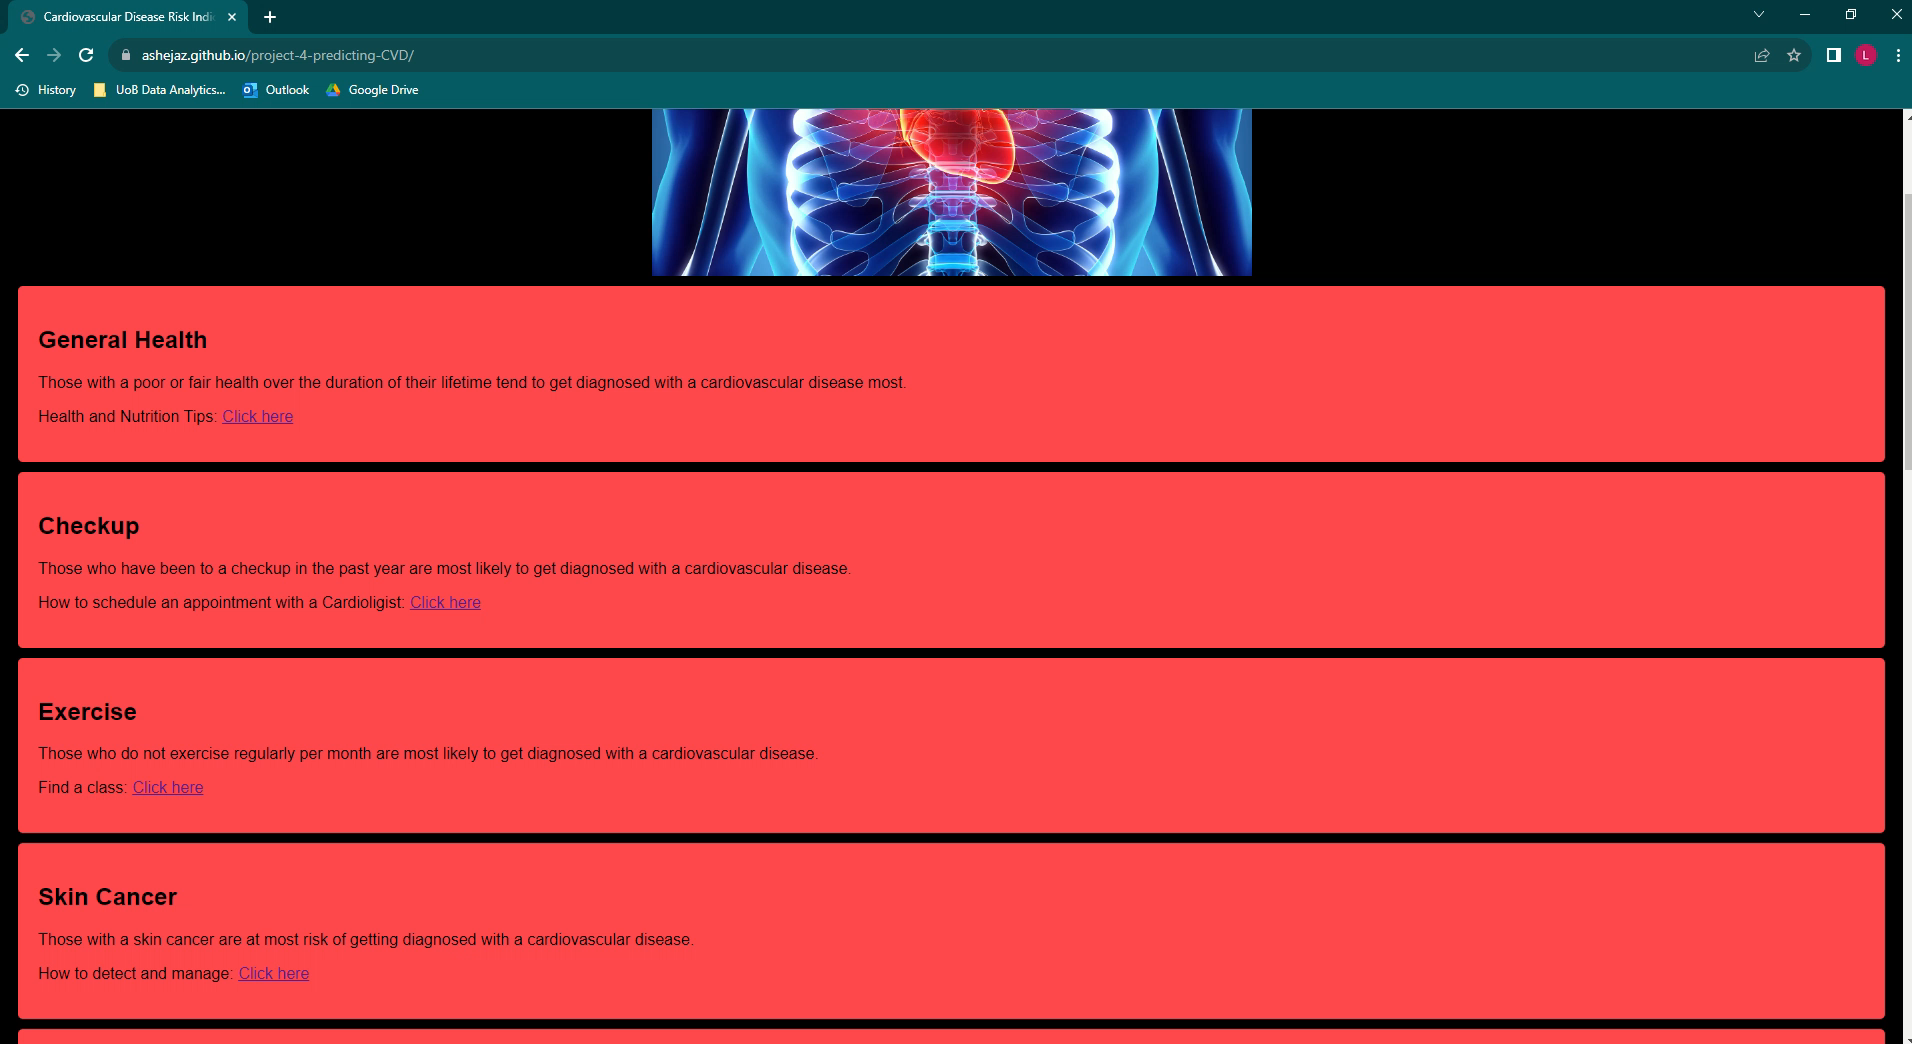 Cardiovascular Disease Risk Indi
ashejaz.github.io/project-4-predicting-CVD/
L
History
UoB Data Analytics...
Outlook
Google Drive
General Health
Those with a poor or fair health over the duration of their lifetime tend to get diagnosed with a cardiovascular disease most.
Health and Nutrition Tips: Click here
Checkup
Those who have been to a checkup in the past year are most likely to get diagnosed with a cardiovascular disease.
How to schedule an appointment with a Cardioligist: Click here
Exercise
Those who do not exercise regularly per month are most likely to get diagnosed with a cardiovascular disease.
Find a class: Click here
Skin Cancer
Those with a skin cancer are at most risk of getting diagnosed with a cardiovascular disease.
How to detect and manage: Click here